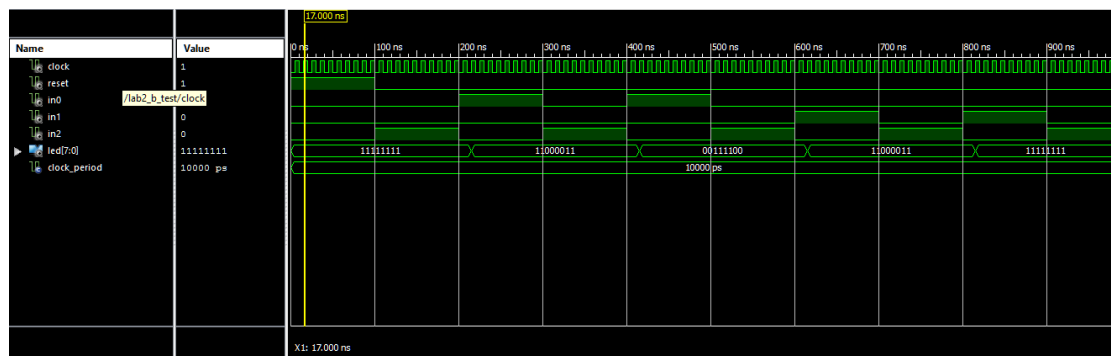 17.000 ns
Name Value
0 ns 100 ns 200 ns 300 ns 400 ns 500 ns 600 ns 700 ns 800 ns 900 ns
clock 1
reset 1
in0 /lab2_b_test/clock
in1 0
in2 0
led[7:0] 11111111 11111111 11000011 00111100 11000011 11111111
clock_period 10000 ps 10000 ps
X1: 17.000 ns